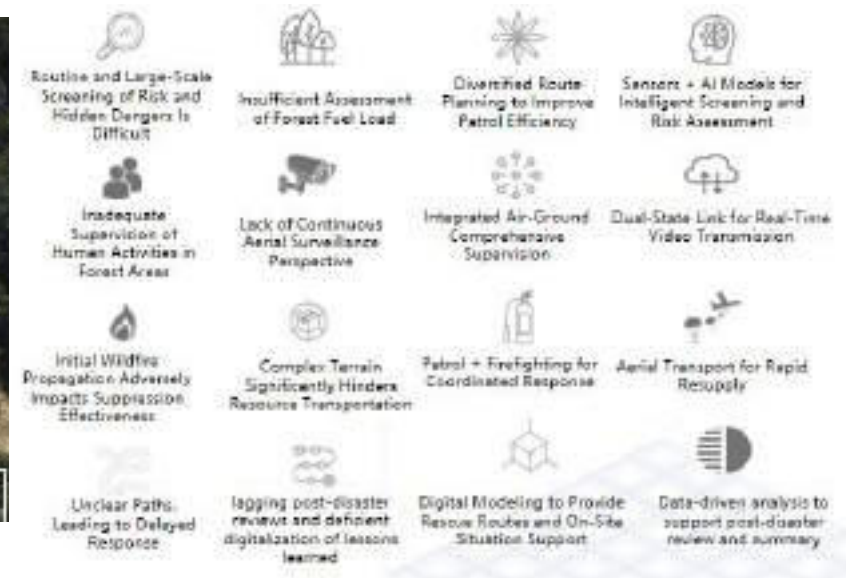 Routine and Large-Scale
Screening of Risk and
Hidden Dangers Is
Difficult
Insufficient Assessment
of Forest Fuel Load
Diversified Route
Planning to Improve
Patrol Efficiency
Sensors + AI Models for
Intelligent Screening and
Risk Assessment
Inadequate
Supervision of
Human Activities in
Forest Areas
Lack of Continuous
Aerial Surveillance
Perspective
Integrated Air-Ground
Comprehensive
Supervision
Dual-State Link for Real-Time
Video Transmission
Initial Wildfire
Propagation Adversely
Impacts Suppression
Effectiveness
Complex Terrain
Significantly Hinders
Resource Transportation
Patrol + Firefighting for
Coordinated Response
Aerial Transport for Rapid
Resupply
Unclear Paths
Leading to Delayed
Response
lagging post-disaster
reviews and deficient
digitalization of lessons
learned
Digital Modeling to Provide
Rescue Routes and On-Site
Situation Support
Data-driven analysis to
support post-disaster
review and summary